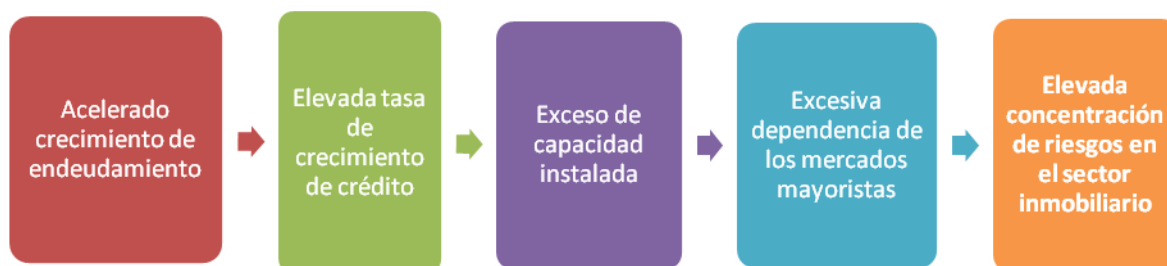 Acelerado
crecimiento de
endeudamiento
Elevada tasa
de
crecimiento
de crédito
Exceso de
capacidad
instalada
Excesiva
dependencia de
los mercados
mayoristas
Elevada
concentración
de riesgos en
el sector
inmobiliario